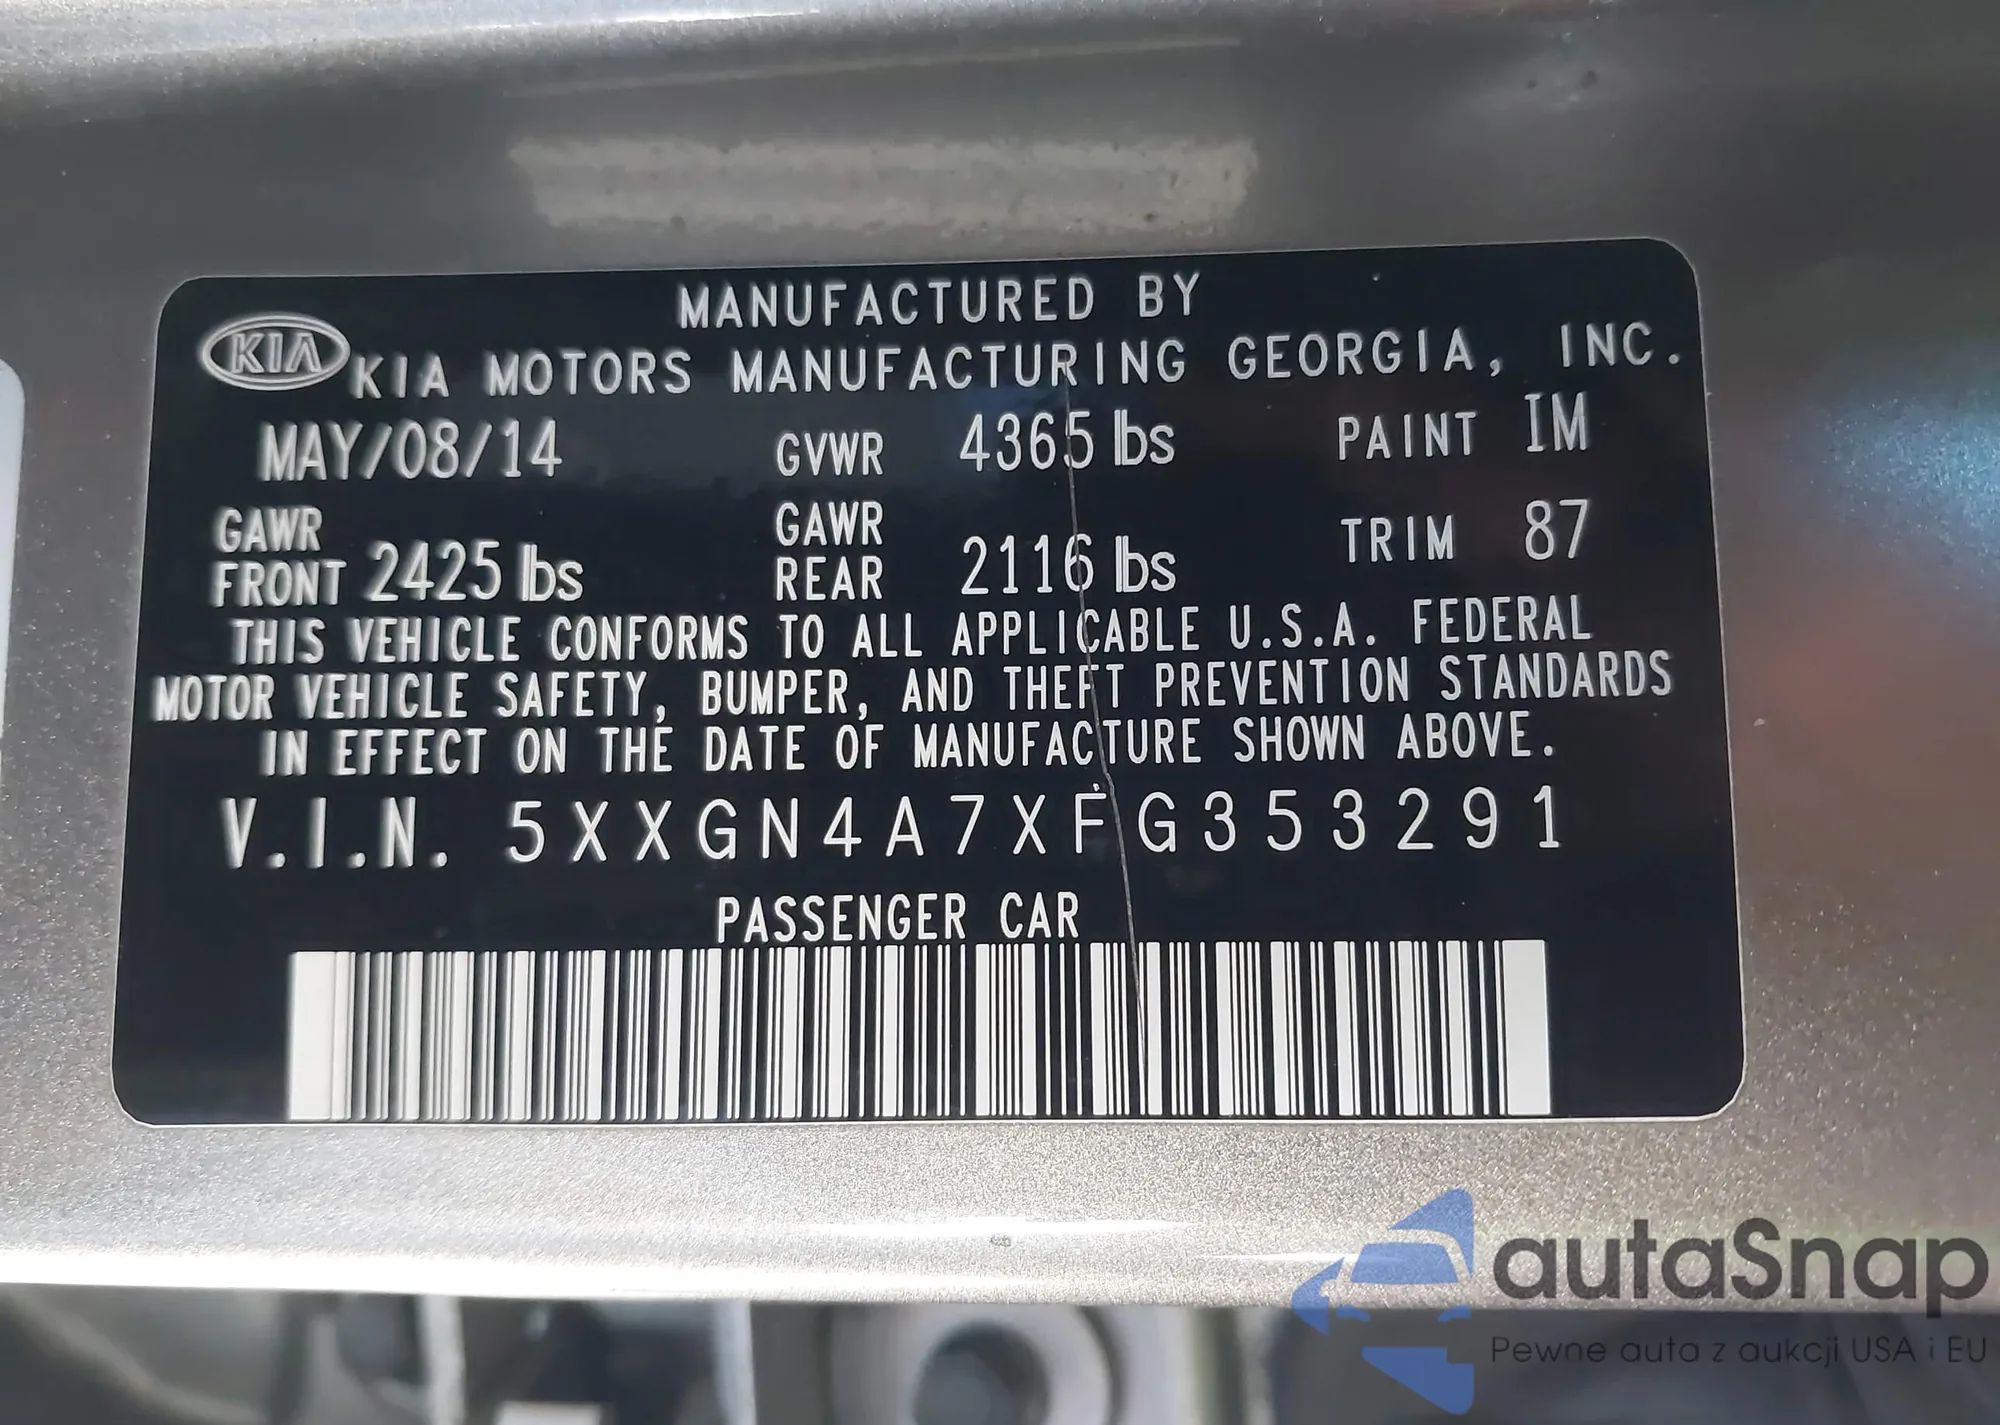 MANUFACTURED BY
KIA KIA MOTORS MANUFACTURING GEORGIA, INC.
MAY/08/14 GVWR 4365 lbs PAINT IM
GAWR FRONT 2425 lbs GAWR REAR 2116 lbs TRIM 87
THIS VEHICLE CONFORMS TO ALL APPLICABLE U.S.A. FEDERAL
MOTOR VEHICLE SAFETY, BUMPER, AND THEFT PREVENTION STANDARDS
IN EFFECT ON THE DATE OF MANUFACTURE SHOWN ABOVE.
V.I.N. 5XXGN4A7XFG353291
PASSENGER CAR
autaSnap
Pewne auta z aukcji USA i EU